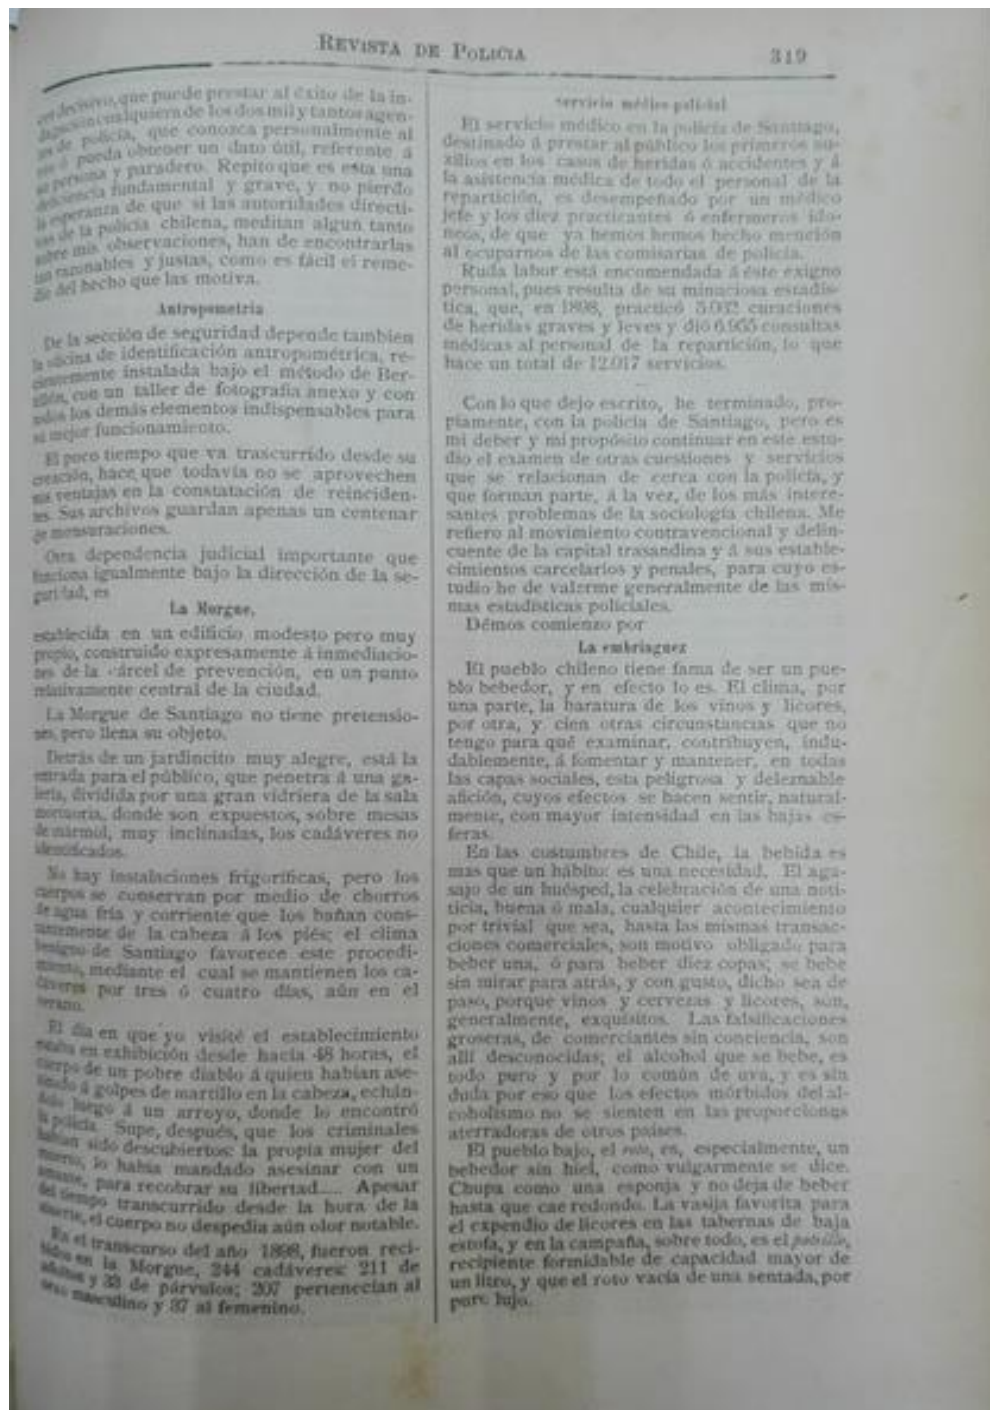 REVISTA DE POLICIA
319
que puede prestar al éxito de la in-
cualquiera de los dos mil y tantos agen-
de policía, que conozca personalmente al
ó pueda obtener un dato útil, referente á
su persona y paradero. Repito que es esta una
deficiencia fundamental y grave, y no pierdo
la esperanza de que si las autoridades directi-
vas de la policía chilena, meditan algun tanto
sobre mis observaciones, han de encontrarlas
tan razonables y justas, como es fácil el reme-
dio del hecho que las motiva.
Antropometria
De la sección de seguridad depende tambien
la oficina de identificación antropométrica, re-
cientemente instalada bajo el método de Ber-
tillón, con un taller de fotografia anexo y con
todos los demás elementos indispensables para
su mejor funcionamiento.
El poco tiempo que va trascurrido desde su
creación, hace que todavía no se aprovechen
sus ventajas en la constatación de reinciden-
tes. Sus archivos guardan apenas un centenar
de mensuraciones.
Otra dependencia judicial importante que
funciona igualmente bajo la dirección de la se-
guridad, es
La Morgue,
establecida en un edificio modesto pero muy
propio, construido expresamente á inmediacio-
nes de la cárcel de prevención, en un punto
relativamente central de la ciudad.
La Morgue de Santiago no tiene pretensio-
nes, pero llena su objeto.
Detrás de un jardincito muy alegre, está la
entrada para el público, que penetra á una ga-
lería, dividida por una gran vidriera de la sala
mortuoria, donde son expuestos, sobre mesas
de mármol, muy inclinadas, los cadáveres no
identificados.
No hay instalaciones frigoríficas, pero los
cuerpos se conservan por medio de chorros
de agua fría y corriente que los bañan cons-
tantemente de la cabeza á los piés; el clima
benigno de Santiago favorece este procedi-
miento, mediante el cual se mantienen los ca-
dáveres por tres ó cuatro días, aún en el
verano.
El día en que yo visité el establecimiento
estaba en exhibición desde hacía 48 horas, el
cuerpo de un pobre diablo á quien habían ase-
sinado á golpes de martillo en la cabeza, echán-
dolo luego á un arroyo, donde lo encontró
la policía. Supe, después, que los criminales
habían sido descubiertos: la propia mujer del
muerto, lo había mandado asesinar con un
amante, para recobrar su libertad..... Apesar
del tiempo transcurrido desde la hora de la
muerte, el cuerpo no despedía aún olor notable.
En el transcurso del año 1898, fueron reci-
bidos en la Morgue, 244 cadáveres: 211 de
adultos y 33 de párvulos; 207 pertenecían al
sexo masculino y 37 al femenino.
Servicio médico policial
El servicio médico en la policía de Santiago,
destinado á prestar al público los primeros au-
xilios en los casos de heridas ó accidentes y á
la asistencia médica de todo el personal de la
repartición, es desempeñado por un médico
jefe y los diez practicantes ó enfermeros idó-
neos, de que ya hemos hemos hecho mención
al ocuparnos de las comisarías de policía.
Ruda labor está encomendada á éste exiguo
personal, pues resulta de su minuciosa estadís-
tica, que, en 1898, practicó 5.062 curaciones
de heridas graves y leves y dió 6.955 consultas
médicas al personal de la repartición, lo que
hace un total de 12.017 servicios.
Con lo que dejo escrito, he terminado, pro-
piamente, con la policía de Santiago, pero es
mi deber y mi propósito continuar en este estu-
dio el examen de otras cuestiones y servicios
que se relacionan de cerca con la policía, y
que forman parte, á la vez, de los más intere-
santes problemas de la sociología chilena. Me
refiero al movimiento contravencional y delin-
cuente de la capital trasandina y á sus estable-
cimientos carcelarios y penales, para cuyo es-
tudio he de valerme generalmente de las mis-
mas estadísticas policiales.
Démos comienzo por
La embriaguez
El pueblo chileno tiene fama de ser un pue-
blo bebedor, y en efecto lo es. El clima, por
una parte, la baratura de los vinos y licores,
por otra, y cien otras circunstancias que no
tengo para qué examinar, contribuyen, indu-
dablemente, á fomentar y mantener, en todas
las capas sociales, esta peligrosa y deleznable
afición, cuyos efectos se hacen sentir, natural-
mente, con mayor intensidad en las bajas es-
feras.
En las custumbres de Chile, la bebida es
mas que un hábito: es una necesidad. El aga-
sajo de un huésped, la celebración de una noti-
ticia, buena ó mala, cualquier acontecimiento
por trivial que sea, hasta las mismas transac-
ciones comerciales, son motivo obligado para
beber una, ó para beber diez copas; se bebe
sin mirar para atrás, y con gusto, dicho sea de
paso, porque vinos y cervezas y licores, son,
generalmente, exquisitos. Las falsificaciones
groseras, de comerciantes sin conciencia, son
allí desconocidas; el alcohol que se bebe, es
todo puro y por lo común de uva, y es sin
duda por eso que los efectos mórbidos del al-
coholismo no se sienten en las proporciones
aterradoras de otros países.
El pueblo bajo, el roto, es, especialmente, un
bebedor sin hiel, como vulgarmente se dice.
Chupa como una esponja y no deja de beber
hasta que cae redondo. La vasija favorita para
el expendio de licores en las tabernas de baja
estofa, y en la campaña, sobre todo, es el potrillo,
recipiente formidable de capacidad mayor de
un litro, y que el roto vacía de una sentada, por
puro lujo.